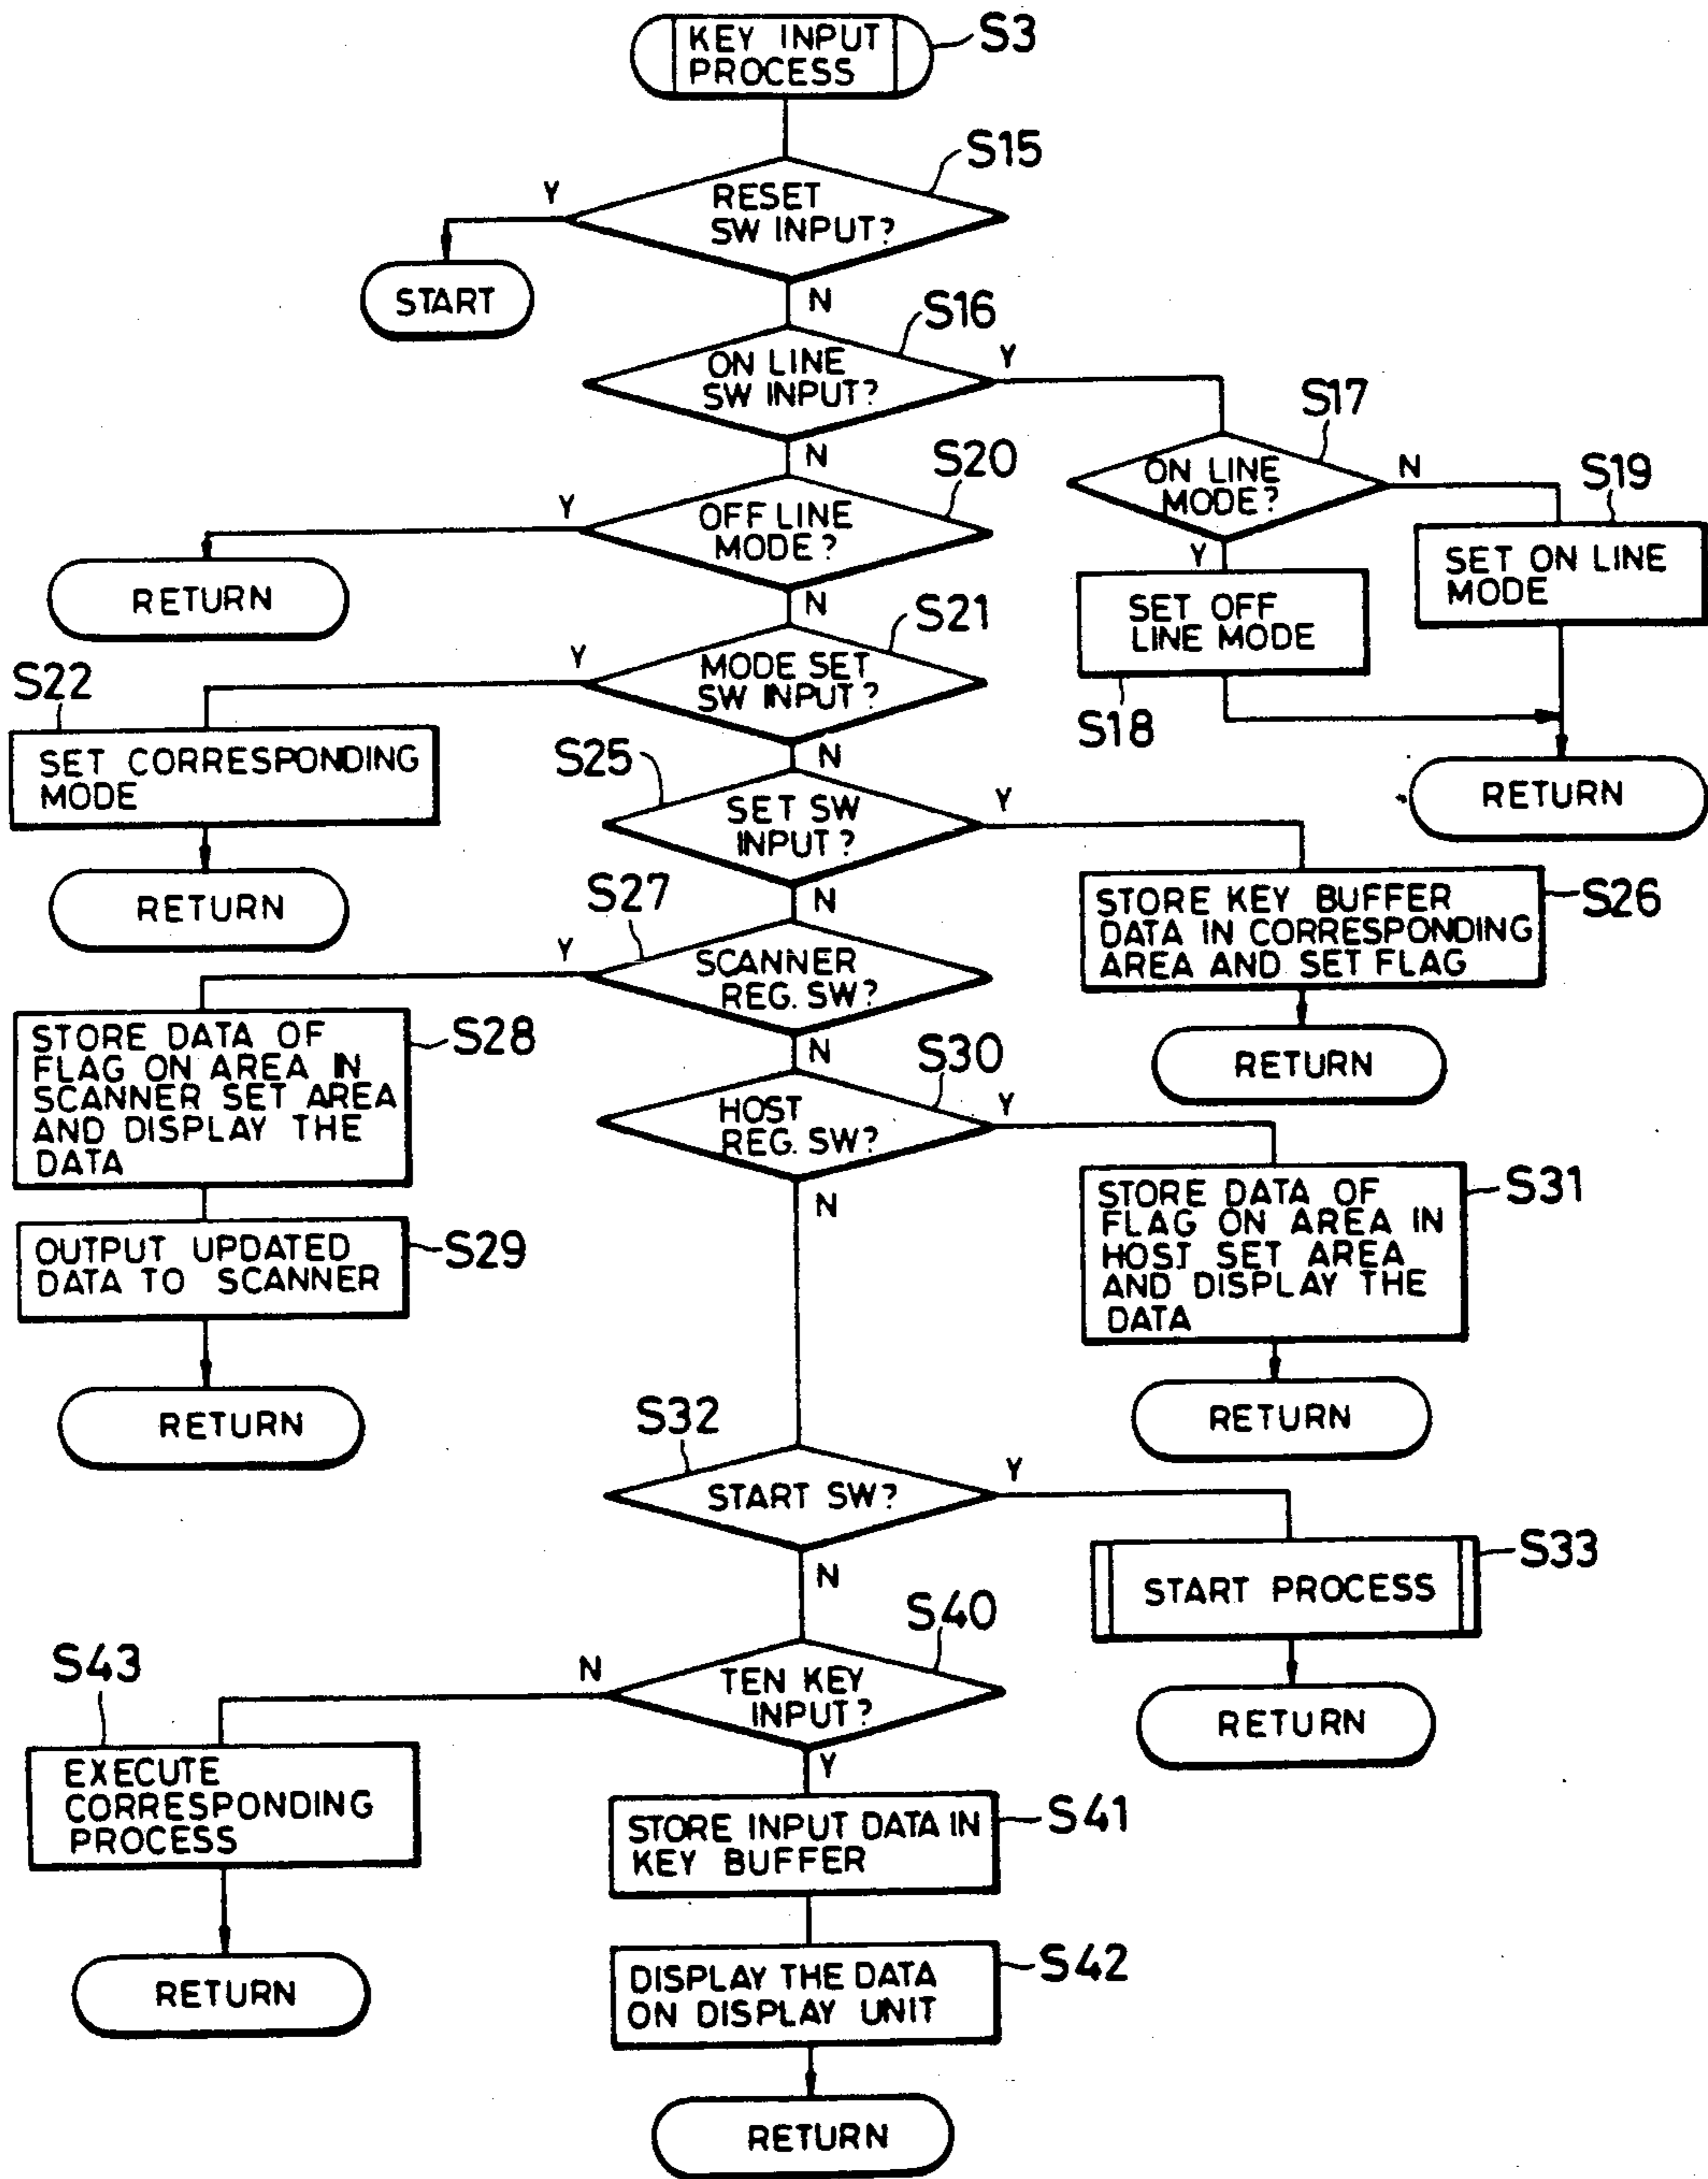 KEY INPUT
PROCESS
S3
S15
Y
RESET
SW INPUT?
START
N
S16
ON LINE
SW INPUT?
Y
S17
N
S20
ON LINE
MODE?
N
S19
Y
OFF LINE
MODE?
RETURN
Y
SET ON LINE
MODE
N
S21
SET OFF
LINE MODE
Y
MODE SET
SW INPUT?
S22
S18
SET CORRESPONDING
MODE
N
S25
RETURN
SET SW
INPUT?
Y
RETURN
N
S27
STORE KEY BUFFER
DATA IN CORRESPONDING
AREA AND SET FLAG
S26
Y
SCANNER
REG. SW?
STORE DATA OF
FLAG ON AREA IN
SCANNER SET AREA
AND DISPLAY THE
DATA
S28
N
S30
RETURN
HOST
REG. SW?
Y
N
STORE DATA OF
FLAG ON AREA IN
HOST SET AREA
AND DISPLAY THE
DATA
S31
OUTPUT UPDATED
DATA TO SCANNER
S29
RETURN
RETURN
S32
START SW?
Y
N
START PROCESS
S33
S40
S43
N
TEN KEY
INPUT?
RETURN
Y
EXECUTE
CORRESPONDING
PROCESS
STORE INPUT DATA IN
KEY BUFFER
S41
RETURN
DISPLAY THE DATA
ON DISPLAY UNIT
S42
RETURN